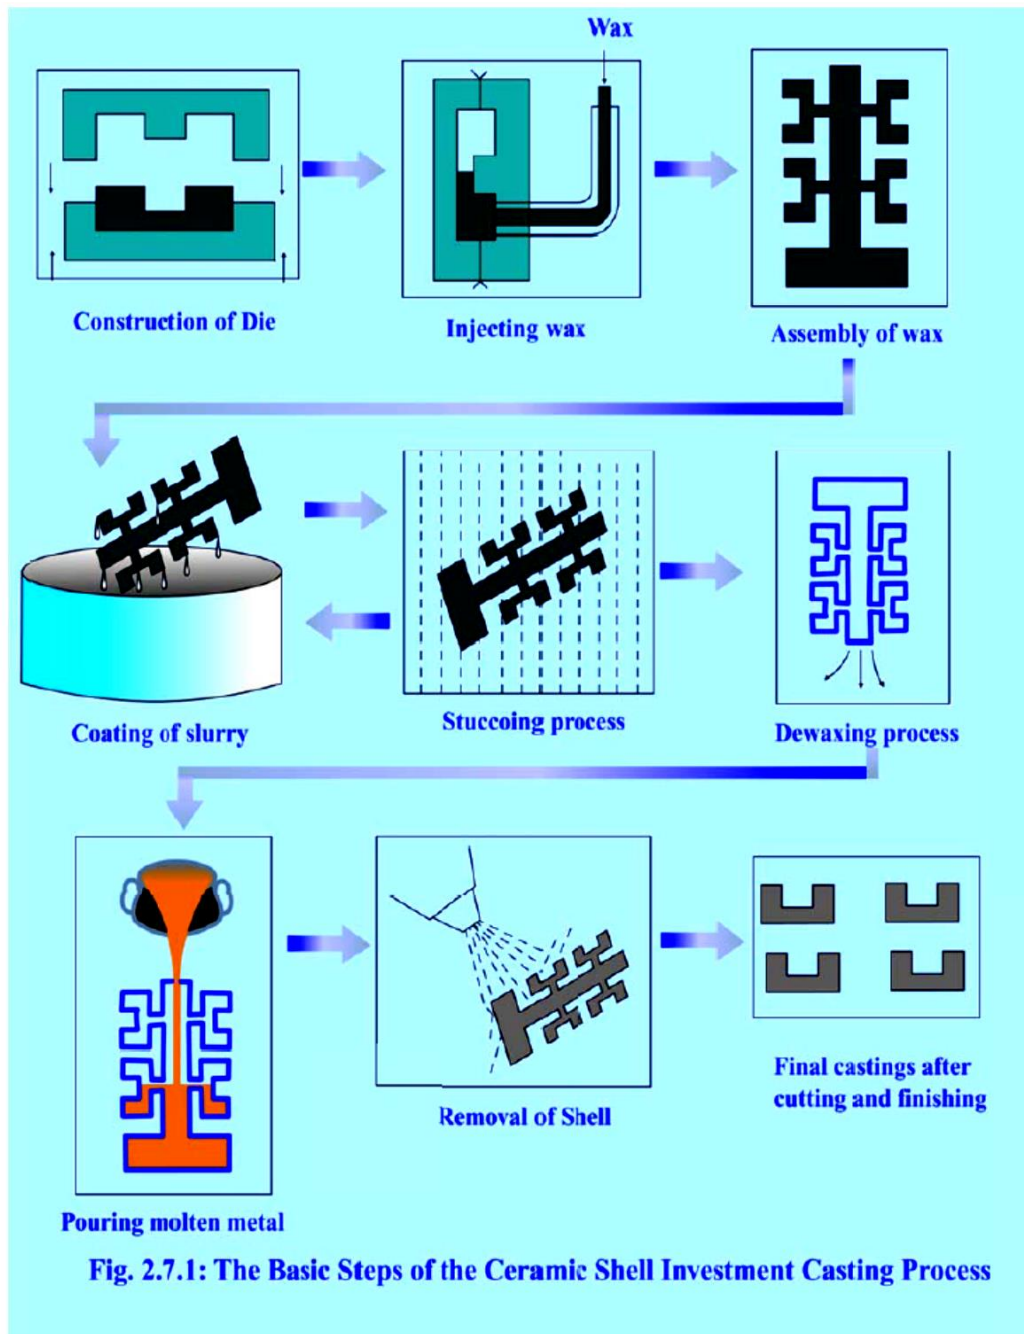 Wax
Construction of Die
Injecting wax
Assembly of wax
Coating of slurry
Stuccoing process
Dewaxing process
Pouring molten metal
Removal of Shell
Final castings after
cutting and finishing
Fig. 2.7.1: The Basic Steps of the Ceramic Shell Investment Casting Process